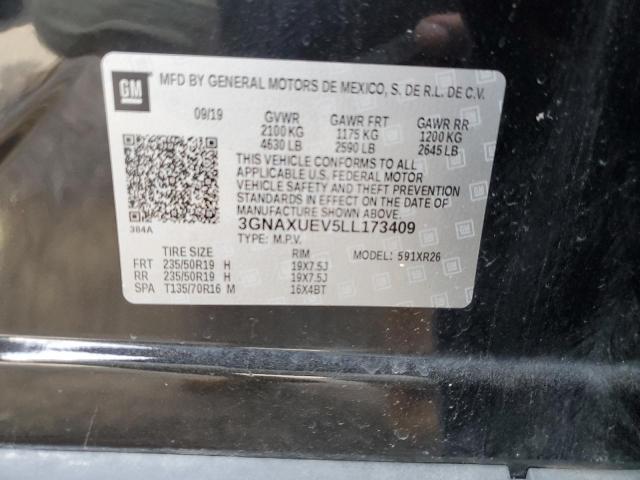 GM
MFD BY GENERAL MOTORS DE MEXICO, S. DE R.L. DE C.V.
09/19 GVWR GAWR FRT GAWR RR
2100 KG 1175 KG 1200 KG
4630 LB 2590 LB 2645 LB
THIS VEHICLE CONFORMS TO ALL
APPLICABLE U.S. FEDERAL MOTOR
VEHICLE SAFETY AND THEFT PREVENTION
STANDARDS IN EFFECT ON THE DATE OF
MANUFACTURE SHOWN ABOVE.
384A 3GNAXUEV5LL173409
TYPE: M.P.V.
TIRE SIZE RIM MODEL: 591XR26
FRT 235/50R19 H 19X7.5J
RR 235/50R19 H 19X7.5J
SPA T135/70R16 M 16X4BT